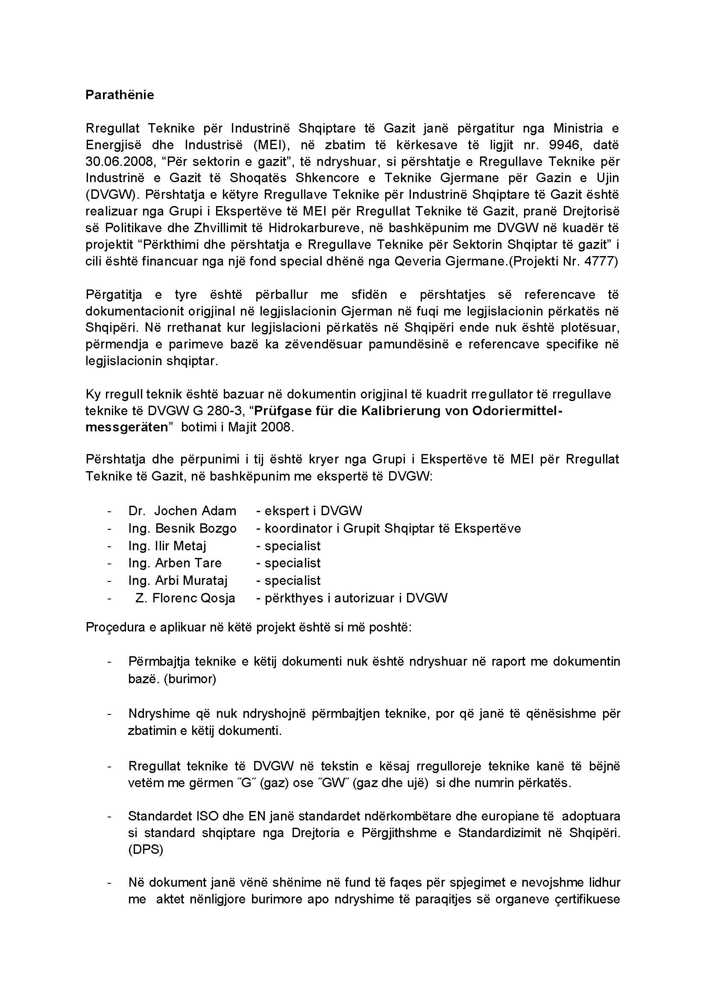 Parathënie
Rregullat Teknike për Industrinë Shqiptare të Gazit janë përgatitur nga Ministria e
Energjisë dhe Industrisë (MEI), në zbatim të kërkesave të ligjit nr. 9946, datë
30.06.2008, “Për sektorin e gazit”, të ndryshuar, si përshtatje e Rregullave Teknike për
Industrinë e Gazit të Shoqatës Shkencore e Teknike Gjermane për Gazin e Ujin
(DVGW). Përshtatja e këtyre Rregullave Teknike për Industrinë Shqiptare të Gazit është
realizuar nga Grupi i Ekspertëve të MEI për Rregullat Teknike të Gazit, pranë Drejtorisë
së Politikave dhe Zhvillimit të Hidrokarbureve, në bashkëpunim me DVGW në kuadër të
projektit “Përkthimi dhe përshtatja e Rregullave Teknike për Sektorin Shqiptar të gazit” i
cili është financuar nga një fond special dhënë nga Qeveria Gjermane.(Projekti Nr. 4777)
Përgatitja e tyre është përballur me sfidën e përshtatjes së referencave të
dokumentacionit origjinal në legjislacionin Gjerman në fuqi me legjislacionin përkatës në
Shqipëri. Në rrethanat kur legjislacioni përkatës në Shqipëri ende nuk është plotësuar,
përmendja e parimeve bazë ka zëvendësuar pamundësinë e referencave specifike në
legjislacionin shqiptar.
Ky rregull teknik është bazuar në dokumentin origjinal të kuadrit rregullator të rregullave
teknike të DVGW G 280-3, “Prüfgase für die Kalibrierung von Odoriermittel-
messgeräten”  botimi i Majit 2008.
Përshtatja dhe përpunimi i tij është kryer nga Grupi i Ekspertëve të MEI për Rregullat
Teknike të Gazit, në bashkëpunim me ekspertë të DVGW:
- Dr.  Jochen Adam - ekspert i DVGW
- Ing. Besnik Bozgo - koordinator i Grupit Shqiptar të Ekspertëve
- Ing. Ilir Metaj - specialist
- Ing. Arben Tare - specialist
- Ing. Arbi Murataj - specialist
- Z. Florenc Qosja - përkthyes i autorizuar i DVGW
Proçedura e aplikuar në këtë projekt është si më poshtë:
- Përmbajtja teknike e këtij dokumenti nuk është ndryshuar në raport me dokumentin
bazë. (burimor)
- Ndryshime që nuk ndryshojnë përmbajtjen teknike, por që janë të qënësishme për
zbatimin e këtij dokumenti.
- Rregullat teknike të DVGW në tekstin e kësaj rregulloreje teknike kanë të bëjnë
vetëm me gërmen ˝G˝ (gaz) ose ˝GW˝ (gaz dhe ujë)  si dhe numrin përkatës.
- Standardet ISO dhe EN janë standardet ndërkombëtare dhe europiane të  adoptuara
si standard shqiptare nga Drejtoria e Përgjithshme e Standardizimit në Shqipëri.
(DPS)
- Në dokument janë vënë shënime në fund të faqes për spjegimet e nevojshme lidhur
me  aktet nënligjore burimore apo ndryshime të paraqitjes së organeve çertifikuese